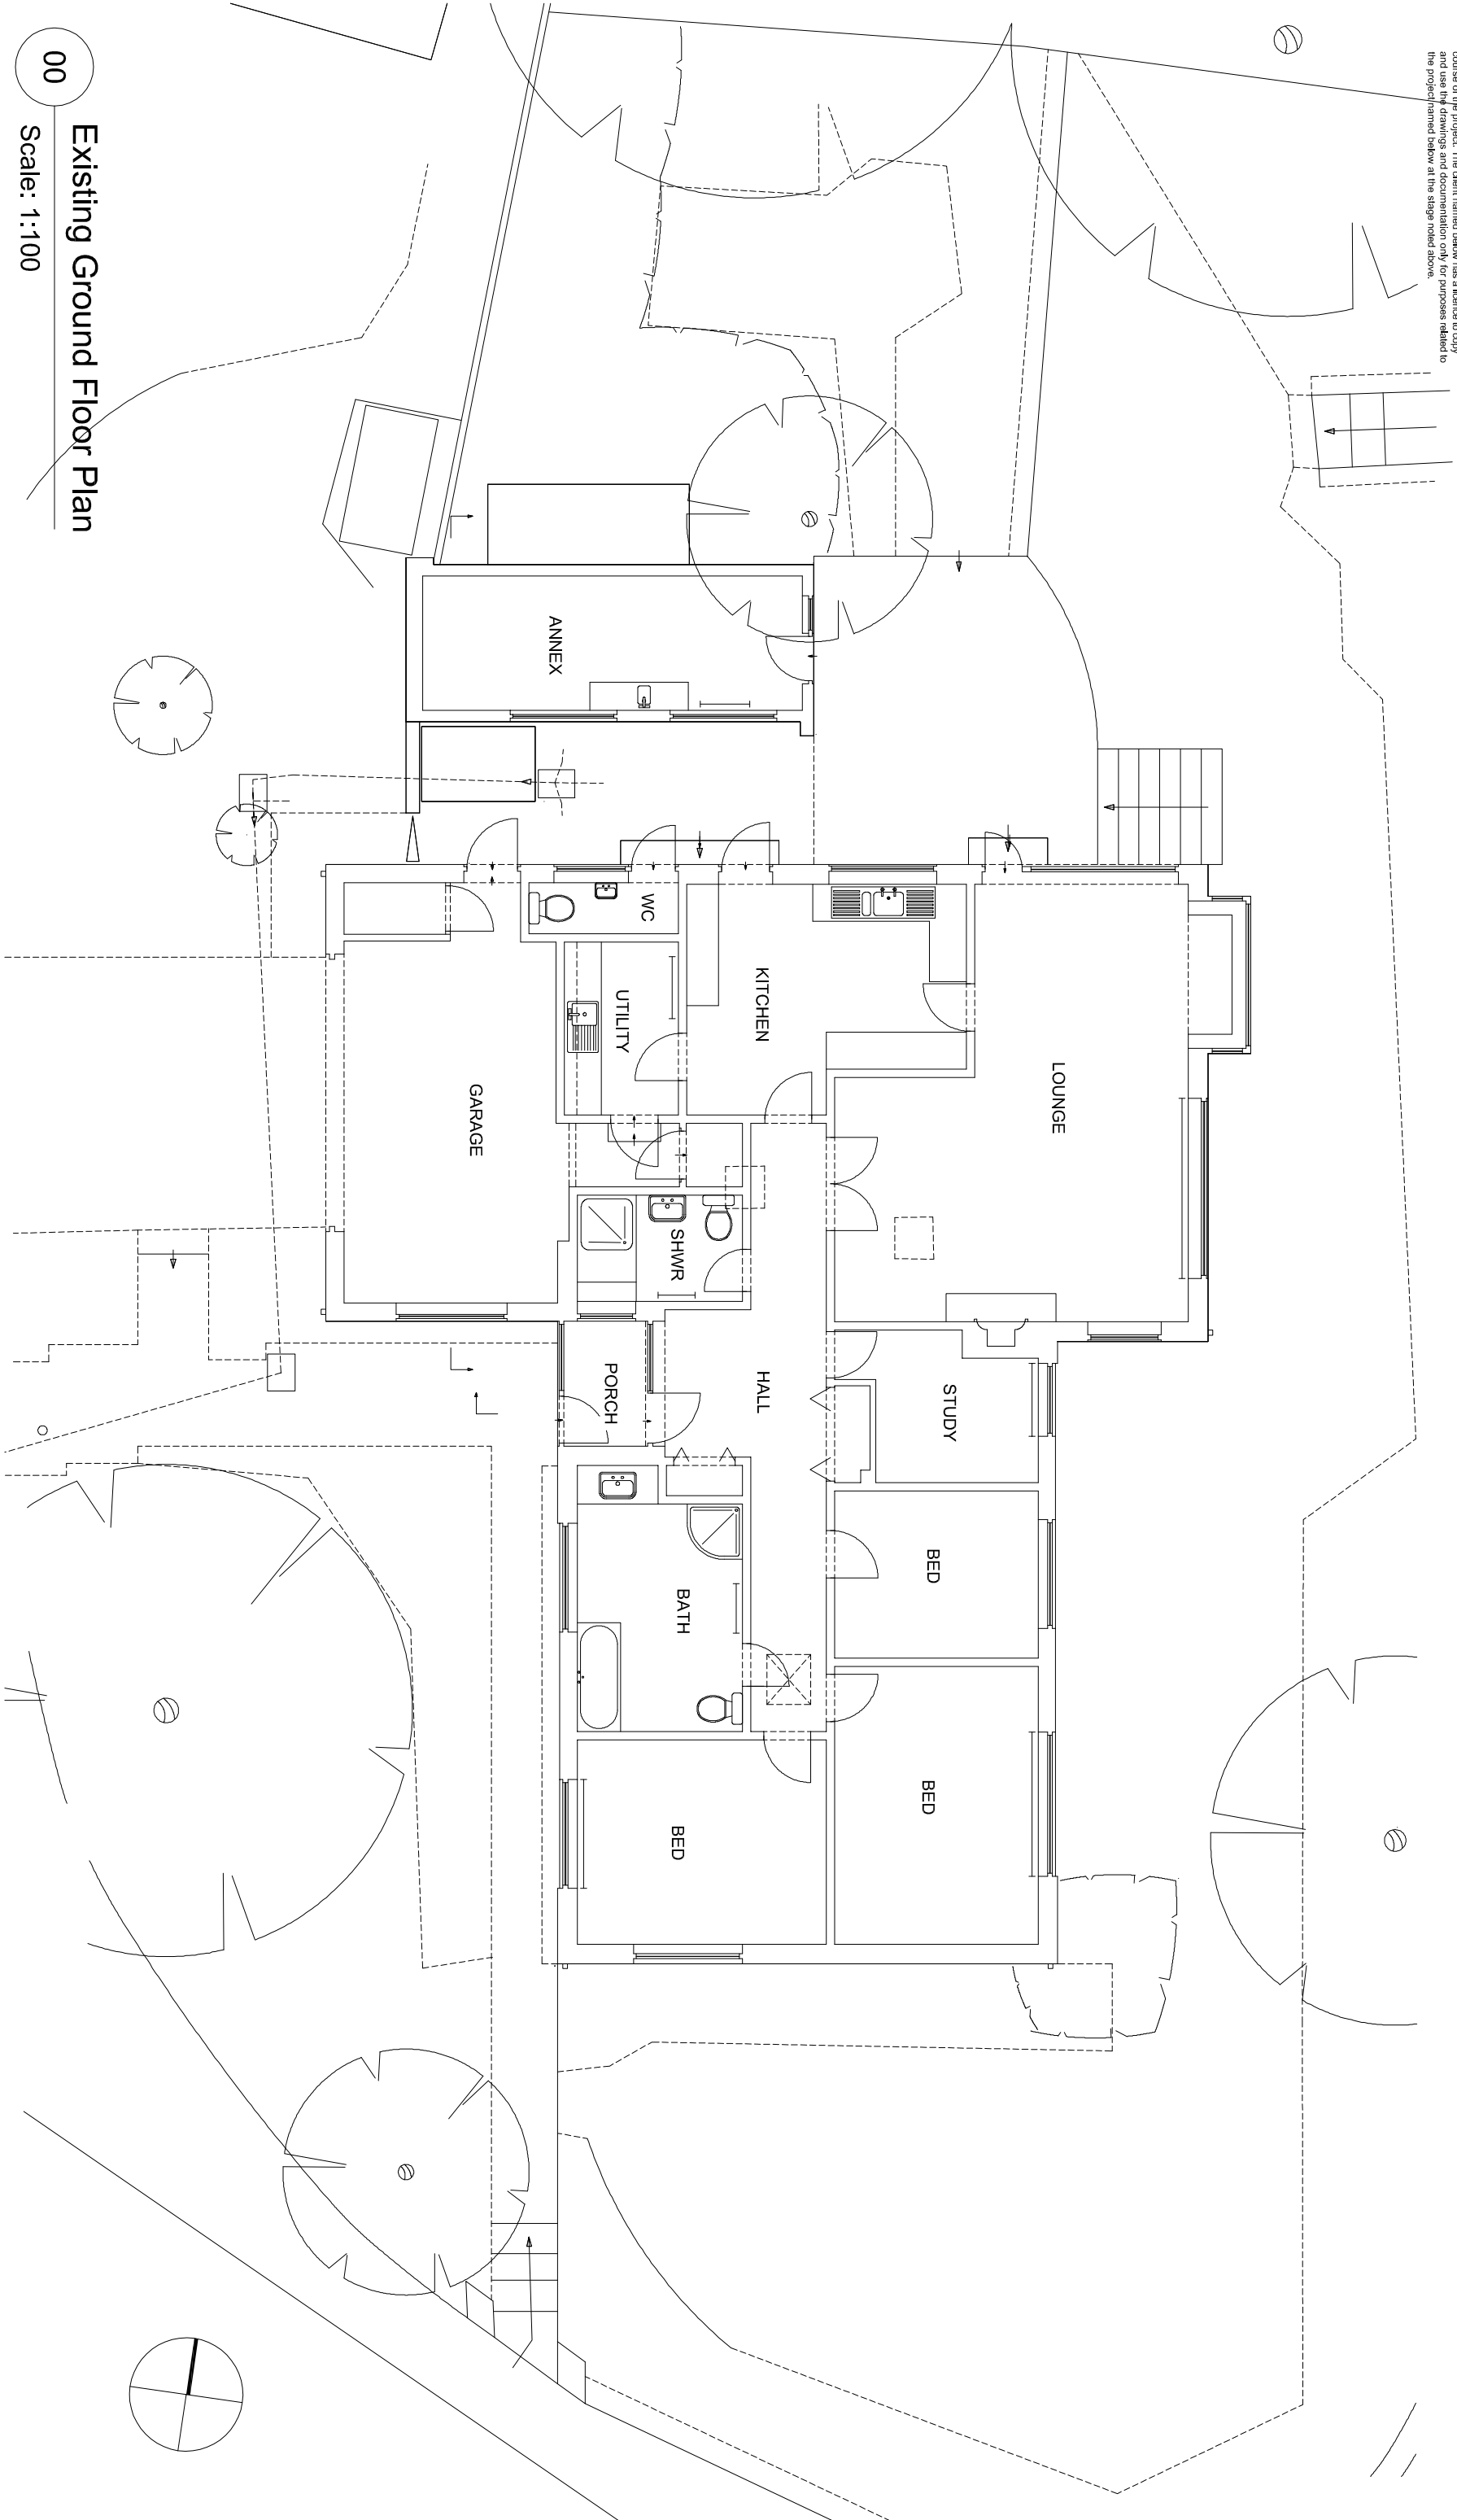 and use the drawings and documentation only for purposes related to
the project named below at the stage noted above.
LOUNGE
STUDY
BED
BED
KITCHEN
HALL
WC
UTILITY
SHWR
PORCH
BATH
BED
ANNEX
GARAGE
00
Existing Ground Floor Plan
Scale: 1:100